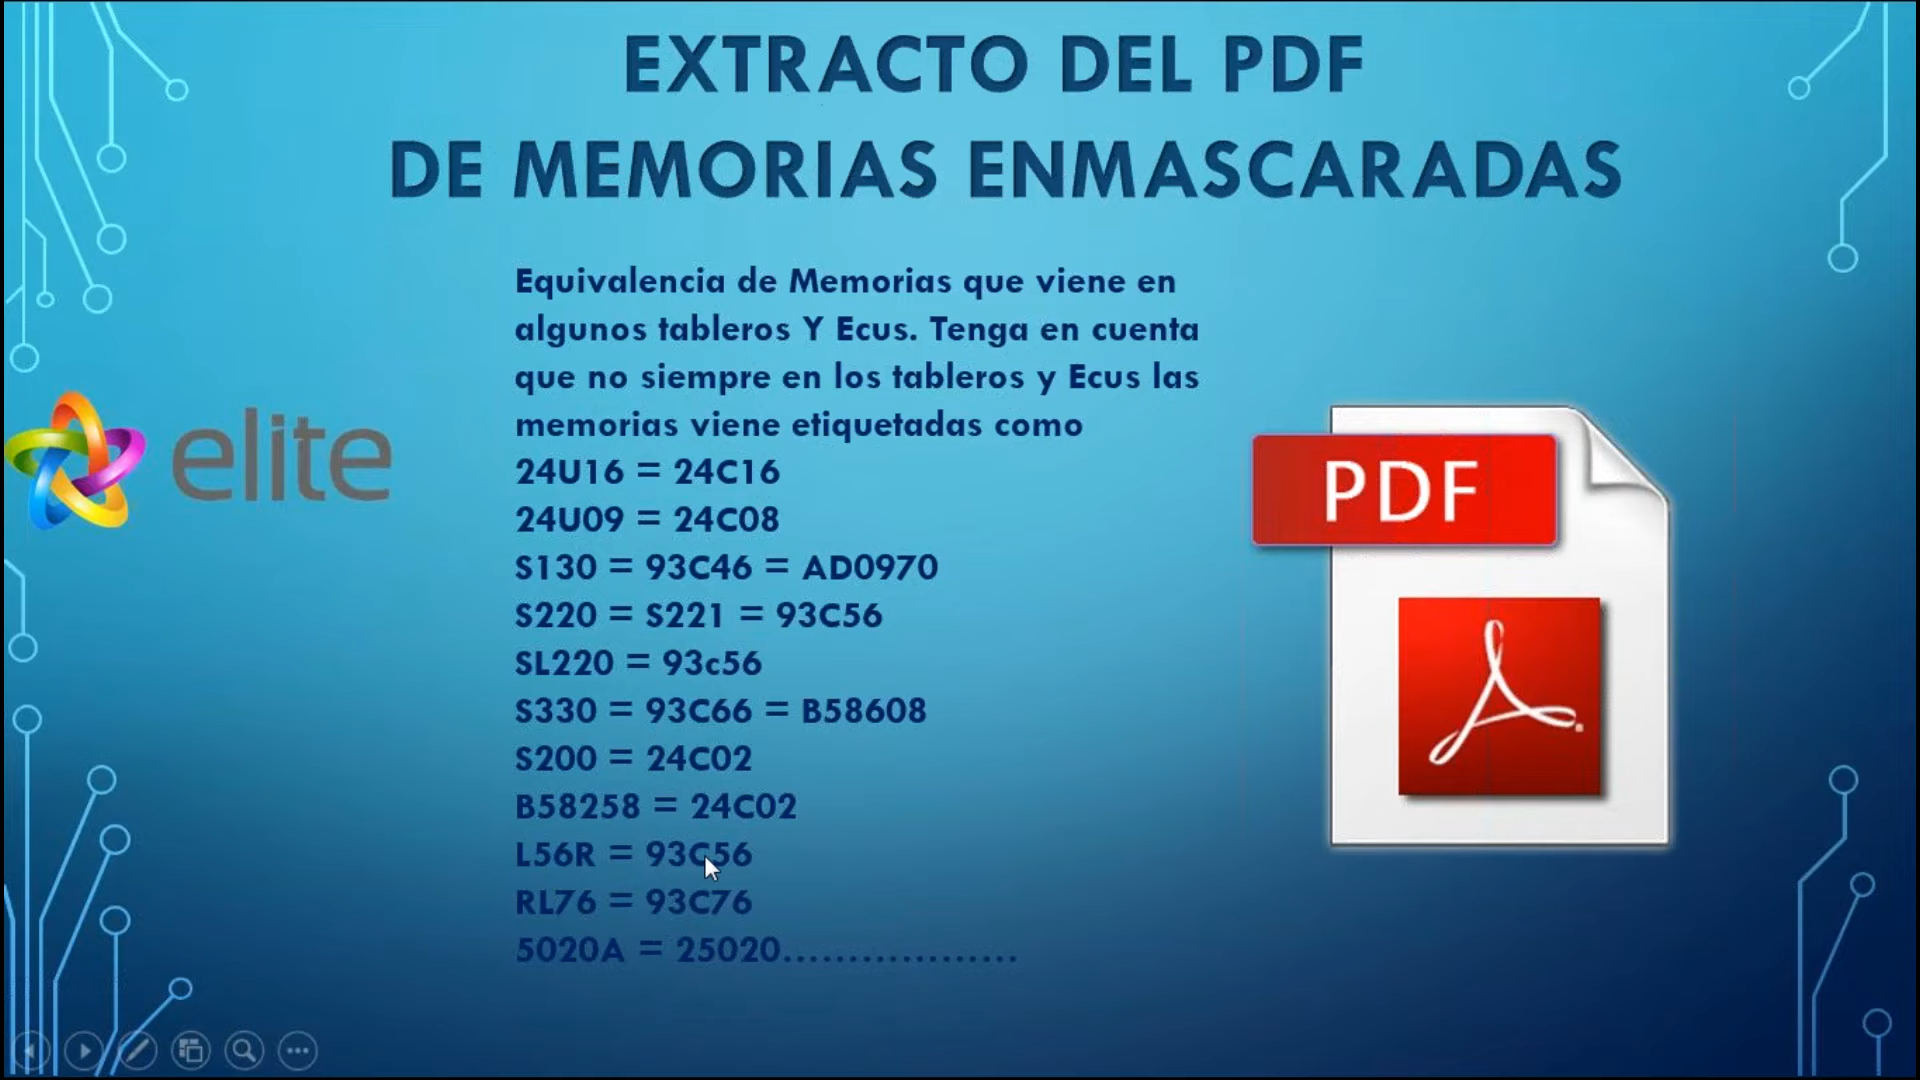 EXTRACTO DEL PDF
DE MEMORIAS ENMASCARADAS
Equivalencia de Memorias que viene en
algunos tableros Y Ecus. Tenga en cuenta
que no siempre en los tableros y Ecus las
memorias viene etiquetadas como
24U16 = 24C16
24U09 = 24C08
S130 = 93C46 = AD0970
S220 = S221 = 93C56
SL220 = 93c56
S330 = 93C66 = B58608
S200 = 24C02
B58258 = 24C02
L56R = 93C56
RL76 = 93C76
5020A = 25020..................
elite
PDF